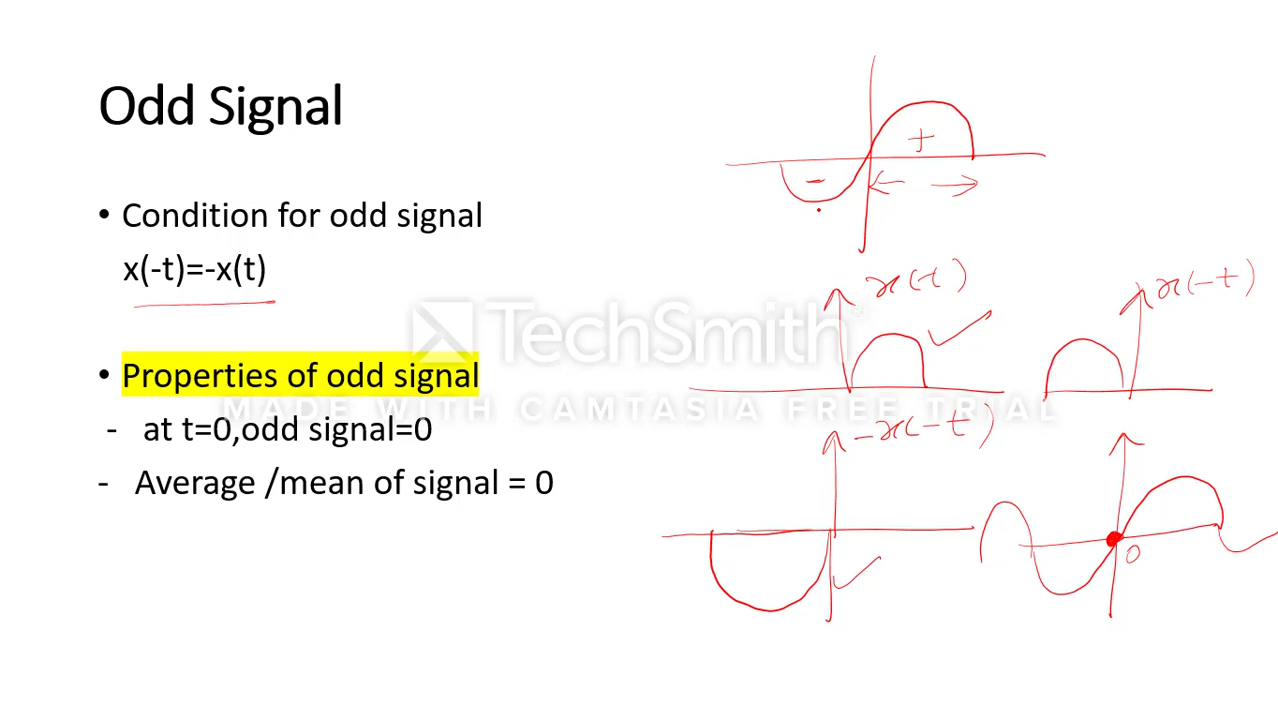 Odd Signal
• Condition for odd signal
x(-t)=-x(t)
• Properties of odd signal
- at t=0,odd signal=0
- Average /mean of signal = 0
+
-
x(t)
x(-t)
-x(-t)
0
TechSmith
MADE WITH CAMTASIA FREE TRIAL